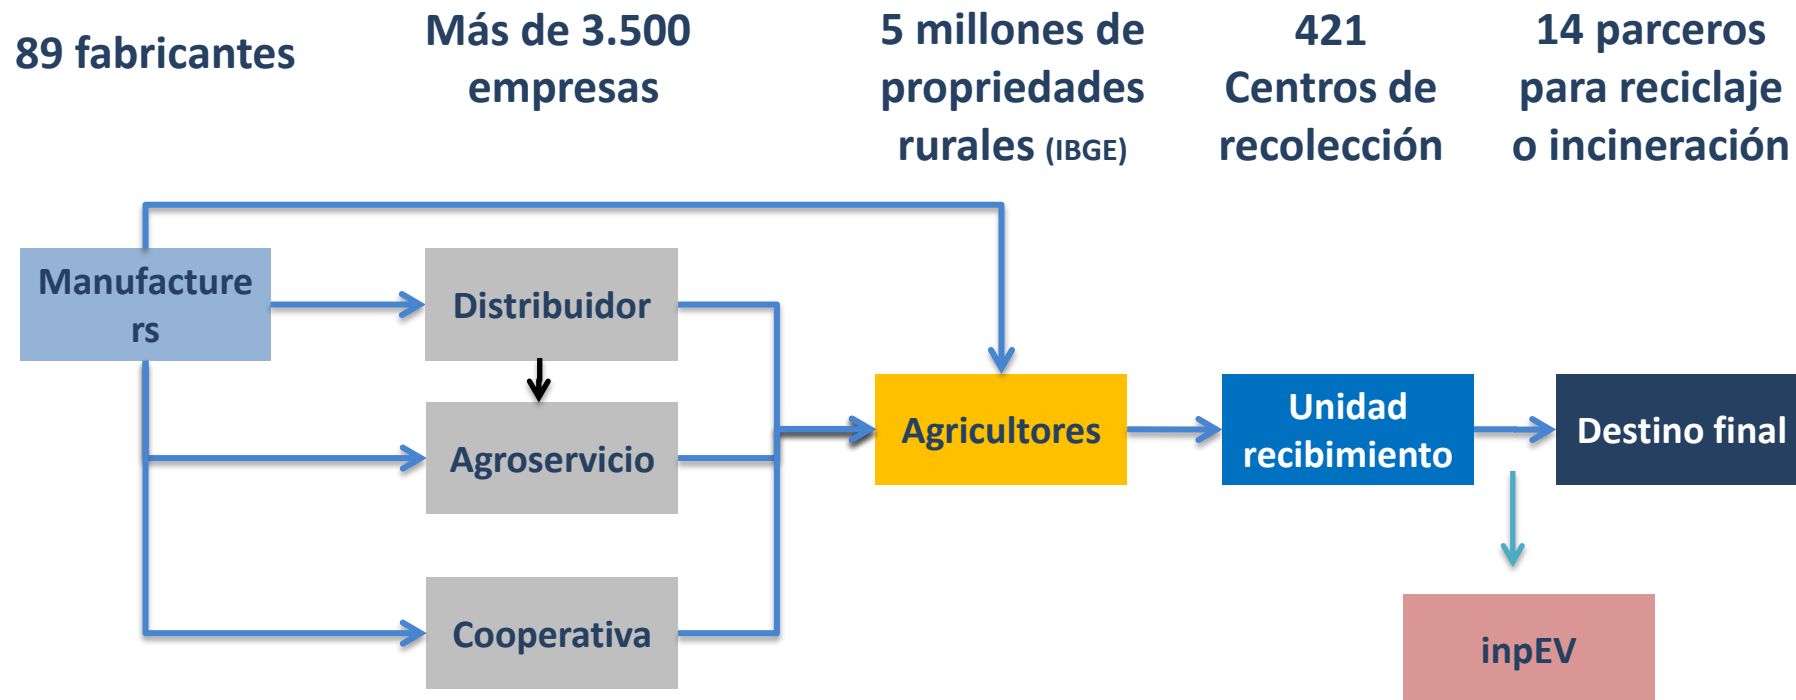 89 fabricantes
Más de 3.500
empresas
5 millones de
propriedades
rurales (IBGE)
421
Centros de
recolección
14 parceros
para reciclaje
o incineración
Manufacture
rs
Distribuidor
Agroservicio
Cooperativa
Agricultores
Unidad
recibimiento
Destino final
inpEV